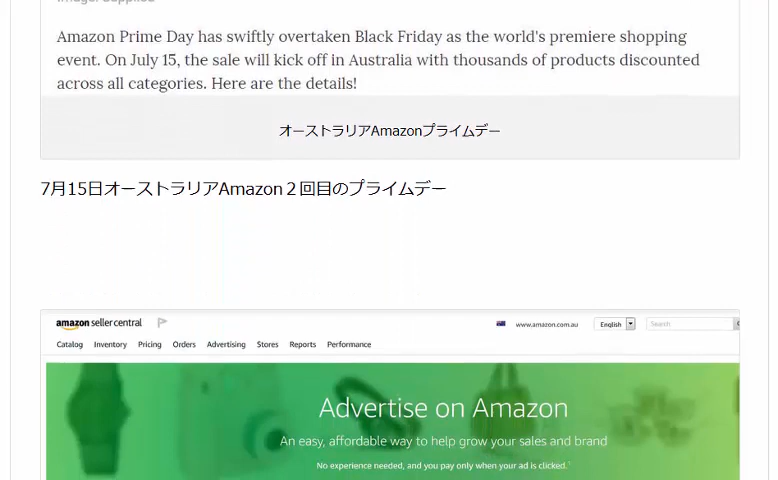 Amazon Prime Day has swiftly overtaken Black Friday as the world's premiere shopping
event. On July 15, the sale will kick off in Australia with thousands of products discounted
across all categories. Here are the details!
オーストラリアAmazonプライムデー
7月15日オーストラリアAmazon２回目のプライムデー
amazon seller central www.amazon.com.au English Search
Catalog Inventory Pricing Orders Advertising Stores Reports Performance
Advertise on Amazon
An easy, affordable way to help grow your sales and brand
No experience needed, and you pay only when your ad is clicked.*